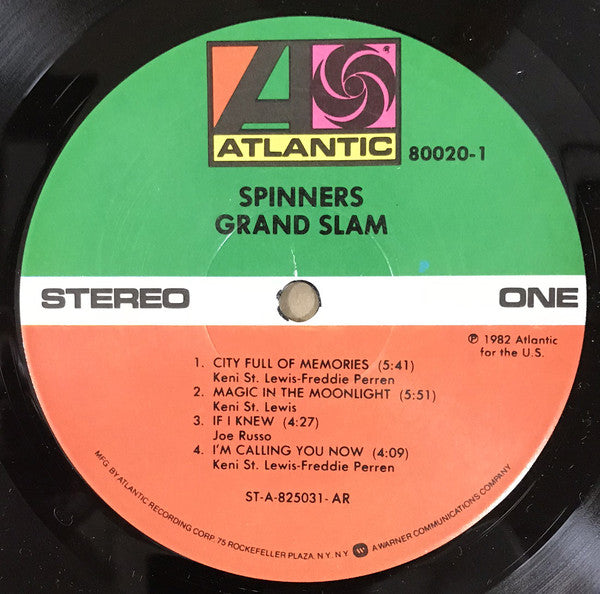 ATLANTIC
®
80020-1
SPINNERS
GRAND SLAM
STEREO
ONE
℗ 1982 Atlantic
for the U.S.
1. CITY FULL OF MEMORIES (5:41)
Keni St. Lewis-Freddie Perren
2. MAGIC IN THE MOONLIGHT (5:51)
Keni St. Lewis
3. IF I KNEW (4:27)
Joe Russo
4. I'M CALLING YOU NOW (4:09)
Keni St. Lewis-Freddie Perren
ST-A-825031-AR
MFG. BY ATLANTIC RECORDING CORP. 75 ROCKEFELLER PLAZA, N.Y. N.Y. A WARNER COMMUNICATIONS COMPANY